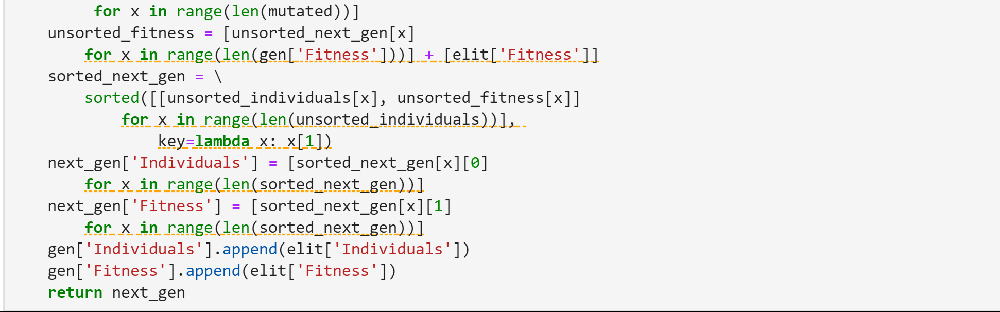 for x in range(len(mutated))]
unsorted_fitness = [unsorted_next_gen[x]
for x in range(len(gen['Fitness']))] + [elit['Fitness']]
sorted_next_gen = \
sorted([[unsorted_individuals[x], unsorted_fitness[x]]
for x in range(len(unsorted_individuals))],
key=lambda x: x[1])
next_gen['Individuals'] = [sorted_next_gen[x][0]
for x in range(len(sorted_next_gen))]
next_gen['Fitness'] = [sorted_next_gen[x][1]
for x in range(len(sorted_next_gen))]
gen['Individuals'].append(elit['Individuals'])
gen['Fitness'].append(elit['Fitness'])
return next_gen